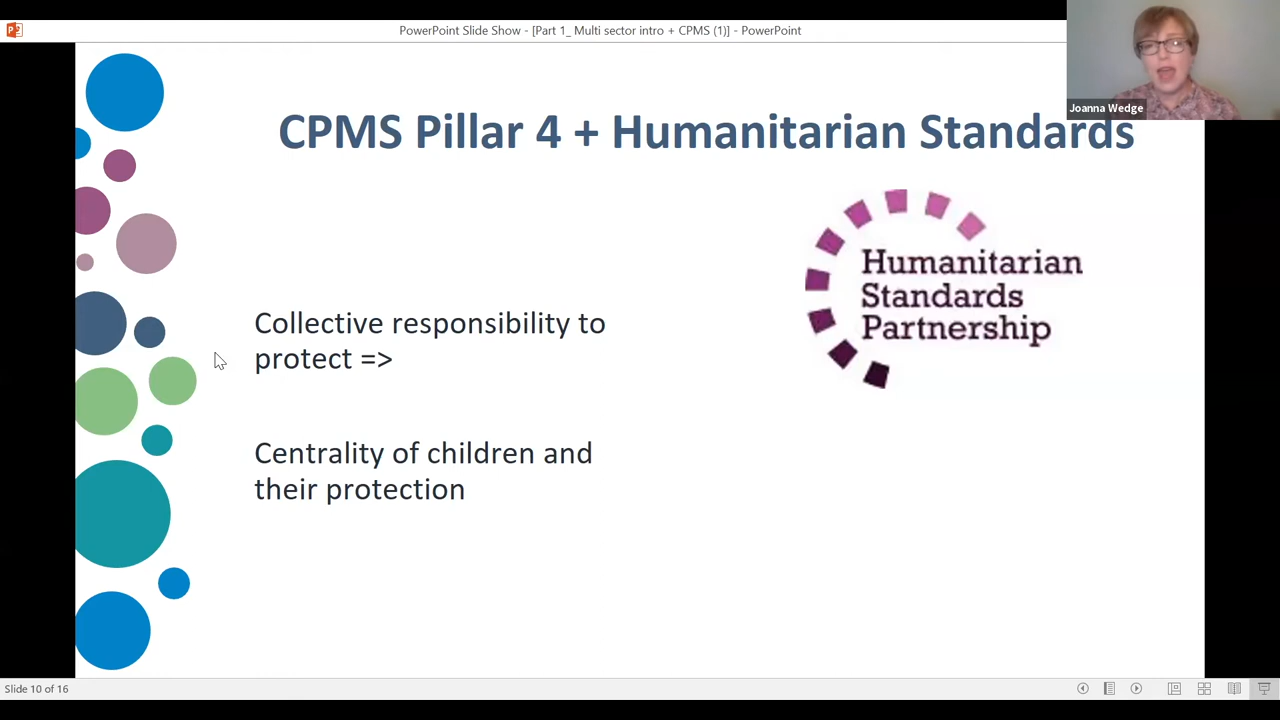 PowerPoint Slide Show - [Part 1_ Multi sector intro + CPMS (1)] - PowerPoint
Joanna Wedge
CPMS Pillar 4 + Humanitarian Standards
Humanitarian
Standards
Partnership
Collective responsibility to
protect =>
Centrality of children and
their protection
Slide 10 of 16